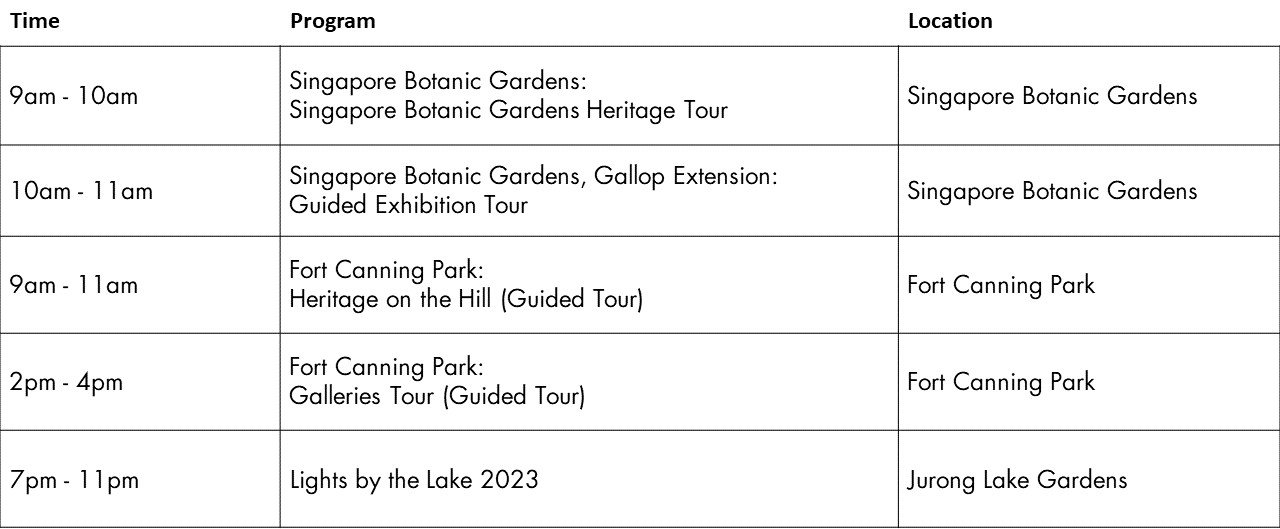 Time Program Location
9am - 10am
Singapore Botanic Gardens:
Singapore Botanic Gardens Heritage Tour
Singapore Botanic Gardens
10am - 11am
Singapore Botanic Gardens, Gallop Extension:
Guided Exhibition Tour
Singapore Botanic Gardens
9am - 11am
Fort Canning Park:
Heritage on the Hill (Guided Tour)
Fort Canning Park
2pm - 4pm
Fort Canning Park:
Galleries Tour (Guided Tour)
Fort Canning Park
7pm - 11pm
Lights by the Lake 2023
Jurong Lake Gardens